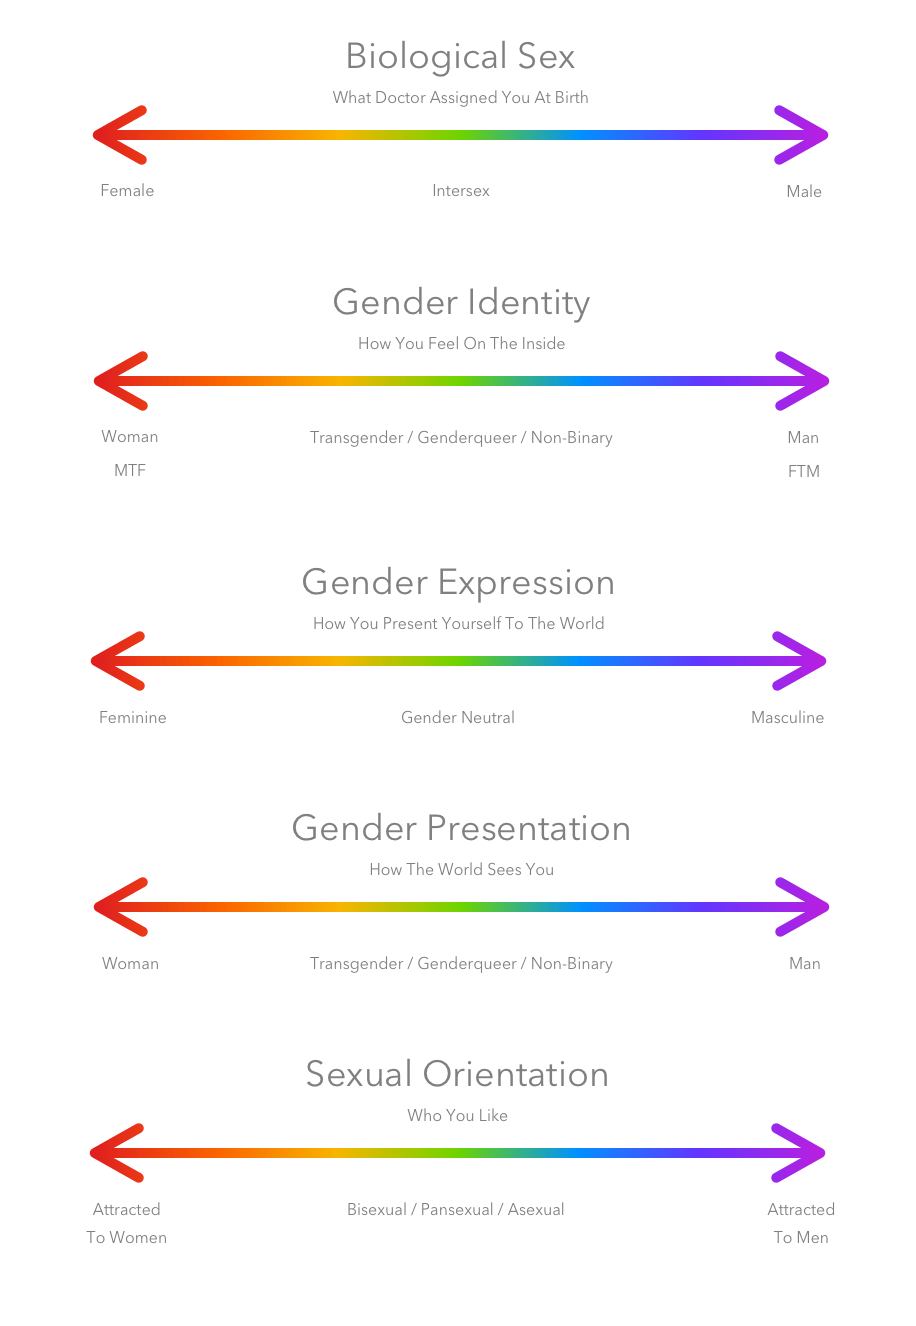 Biological Sex
What Doctor Assigned You At Birth
Female Intersex Male
Gender Identity
How You Feel On The Inside
Woman Transgender / Genderqueer / Non-Binary Man
MTF FTM
Gender Expression
How You Present Yourself To The World
Feminine Gender Neutral Masculine
Gender Presentation
How The World Sees You
Woman Transgender / Genderqueer / Non-Binary Man
Sexual Orientation
Who You Like
Attracted Bisexual / Pansexual / Asexual Attracted
To Women To Men